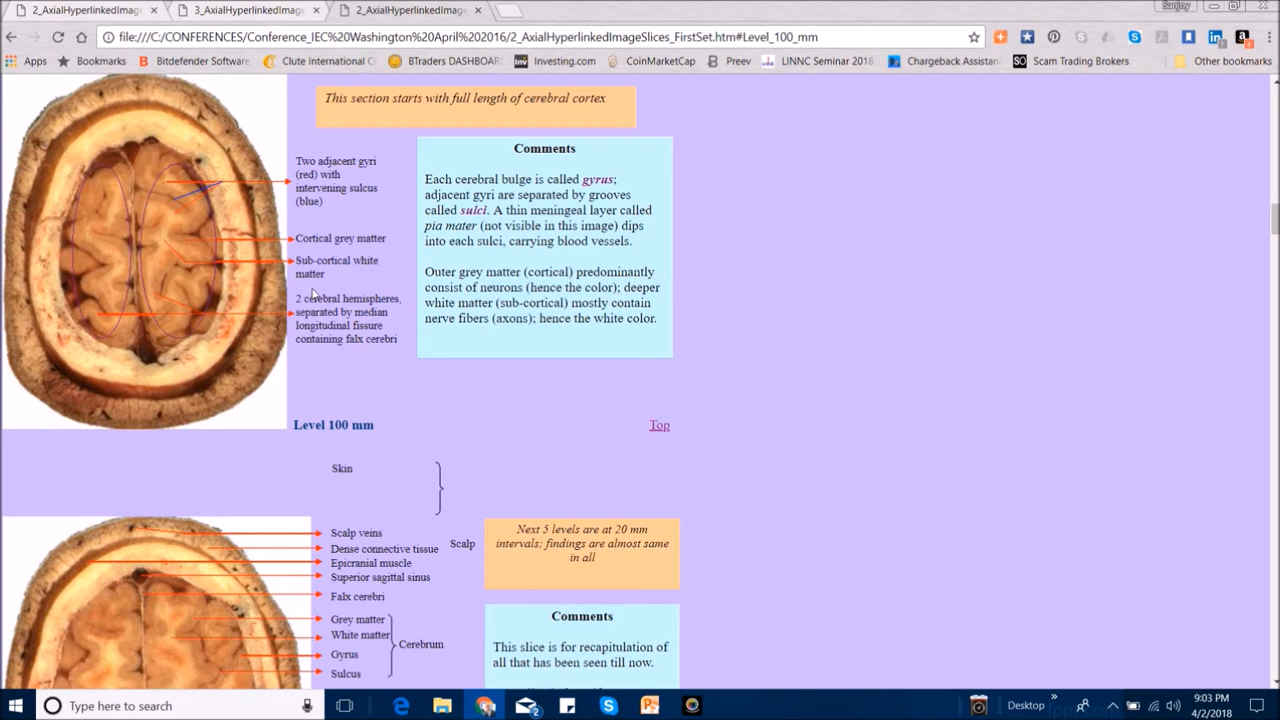 2_AxialHyperlinkedImage
3_AxialHyperlinkedImage
2_AxialHyperlinkedImage
Sanjoy
file:///C:/CONFERENCES/Conference_IEC%20Washington%20April%202016/2_AxialHyperlinkedImageSlices_FirstSet.htm#Level_100_mm
Apps
Bookmarks
Bitdefender Software
Clute International C
BTraders DASHBOAR
Investing.com
CoinMarketCap
Preev
LINNC Seminar 2018
Chargeback Assistan
Scam Trading Brokers
Other bookmarks
This section starts with full length of cerebral cortex
Two adjacent gyri
(red) with
intervening sulcus
(blue)
Cortical grey matter
Sub-cortical white
matter
2 cerebral hemispheres,
separated by median
longitudinal fissure
containing falx cerebri
Comments
Each cerebral bulge is called gyrus;
adjacent gyri are separated by grooves
called sulci. A thin meningeal layer called
pia mater (not visible in this image) dips
into each sulci, carrying blood vessels.
Outer grey matter (cortical) predominantly
consist of neurons (hence the color); deeper
white matter (sub-cortical) mostly contain
nerve fibers (axons); hence the white color.
Level 100 mm
Top
Skin
Scalp veins
Dense connective tissue
Epicranial muscle
Superior sagittal sinus
Scalp
Falx cerebri
Grey matter
White matter
Gyrus
Sulcus
Cerebrum
Next 5 levels are at 20 mm
intervals; findings are almost same
in all
Comments
This slice is for recapitulation of
all that has been seen till now.
Type here to search
Desktop
9:03 PM
4/2/2018